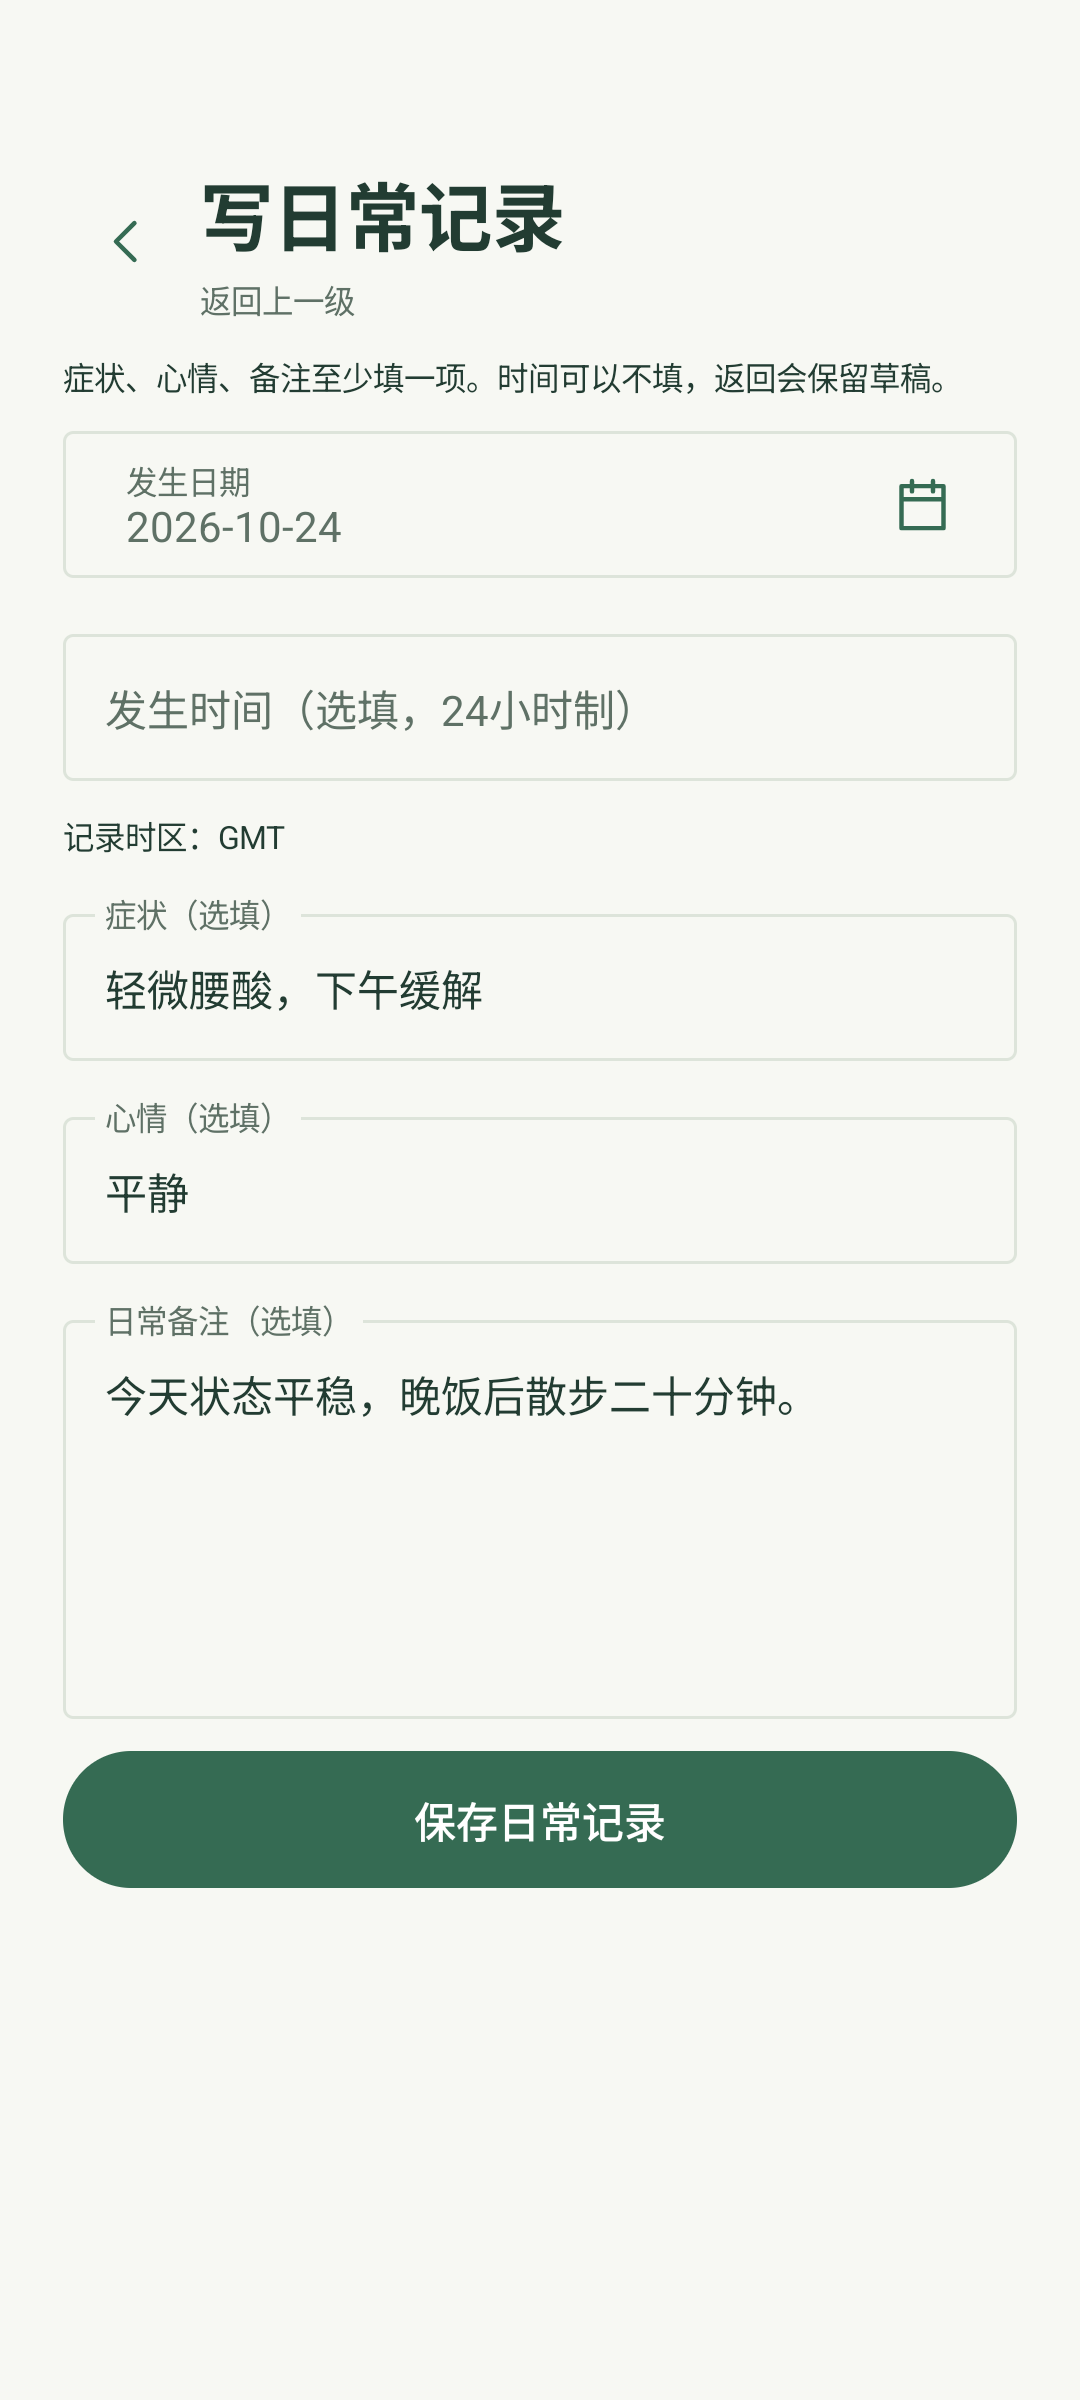 写日常记录
返回上一级
症状、心情、备注至少填一项。时间可以不填，返回会保留草稿。
发生日期
2026-10-24
发生时间（选填，24小时制）
记录时区：GMT
症状（选填）
轻微腰酸，下午缓解
心情（选填）
平静
日常备注（选填）
今天状态平稳，晚饭后散步二十分钟。
保存日常记录